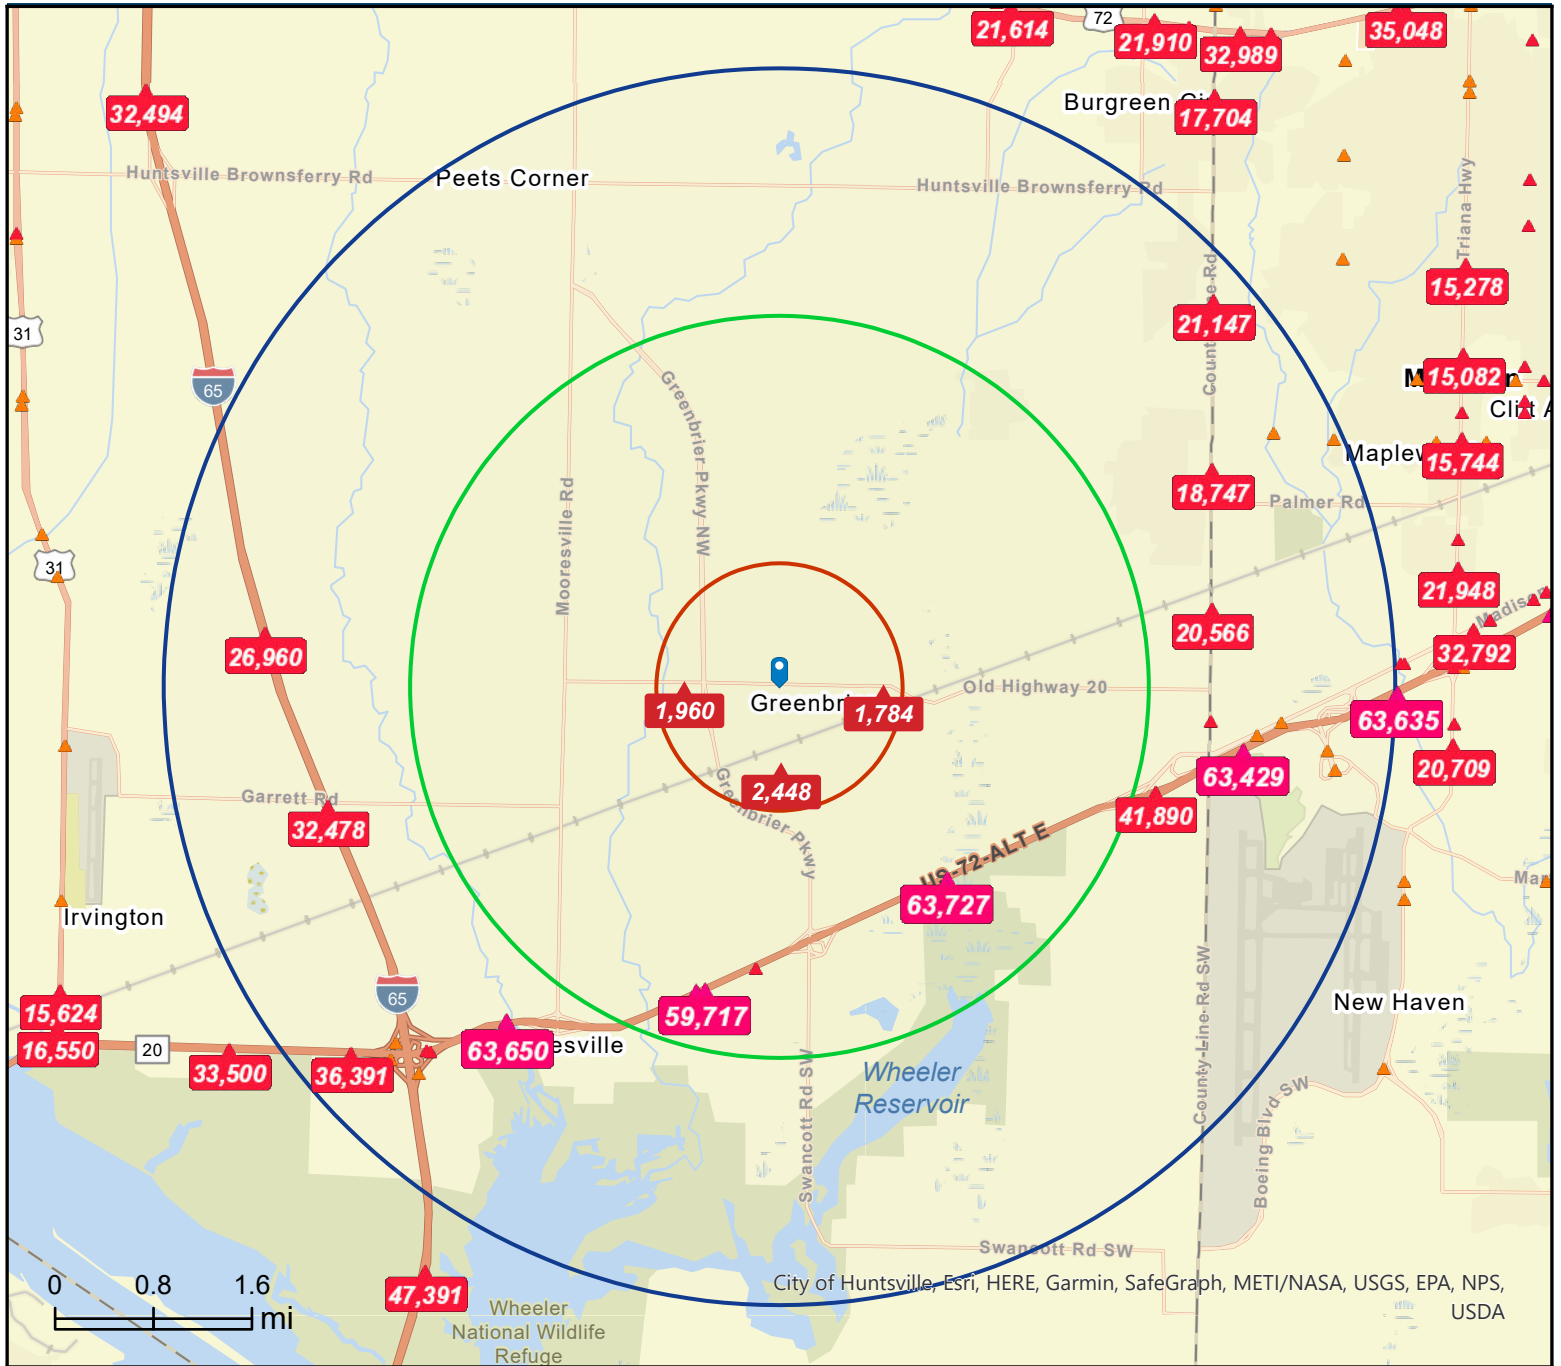 21,614
72
21,910
32,989
35,048
32,494
Burgreen
17,704
Huntsville Brownsferry Rd
Peets Corner
Huntsville Brownsferry Rd
Triana Hwy
15,278
31
21,147
65
15,082
Greenbrier Pkwy NW
Maplew
15,744
18,747
Palmer Rd
Mooresville Rd
31
21,948
Madison
20,566
26,960
32,792
Old Highway 20
1,960
Greenbri
1,784
63,635
63,429
20,709
2,448
Garrett Rd
32,478
41,890
Greenbrier Pkwy
US-72-ALT E
63,727
Irvington
65
New Haven
15,624
59,717
16,550
20
33,500
36,391
63,650
esville
County-Line-Rd SW
Wheeler
Reservoir
Swancott Rd SW
Boeing Blvd SW
Swancott Rd SW
0 0.8 1.6
mi
47,391
City of Huntsville, Esri, HERE, Garmin, SafeGraph, METI/NASA, USGS, EPA, NPS,
USDA
Wheeler
National Wildlife
Refuge